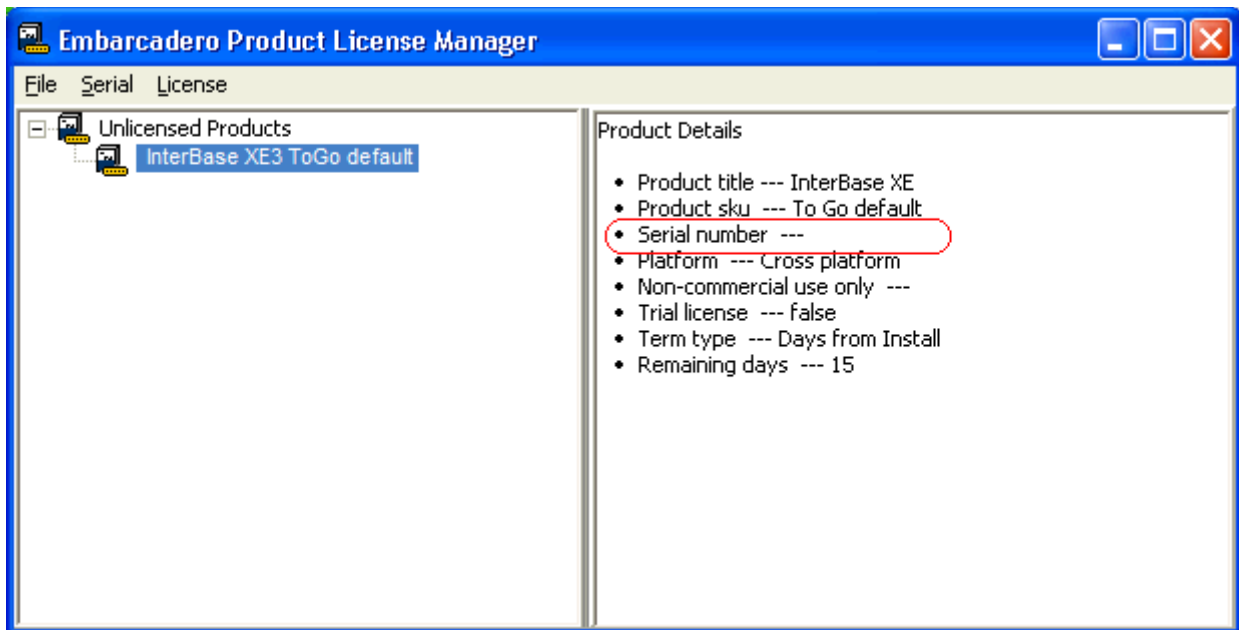 Embarcadero Product License Manager
File Serial License
Unlicensed Products
InterBase XE3 ToGo default
Product Details
• Product title --- InterBase XE
• Product sku --- To Go default
• Serial number ---
• Platform --- Cross platform
• Non-commercial use only ---
• Trial license --- false
• Term type --- Days from Install
• Remaining days --- 15